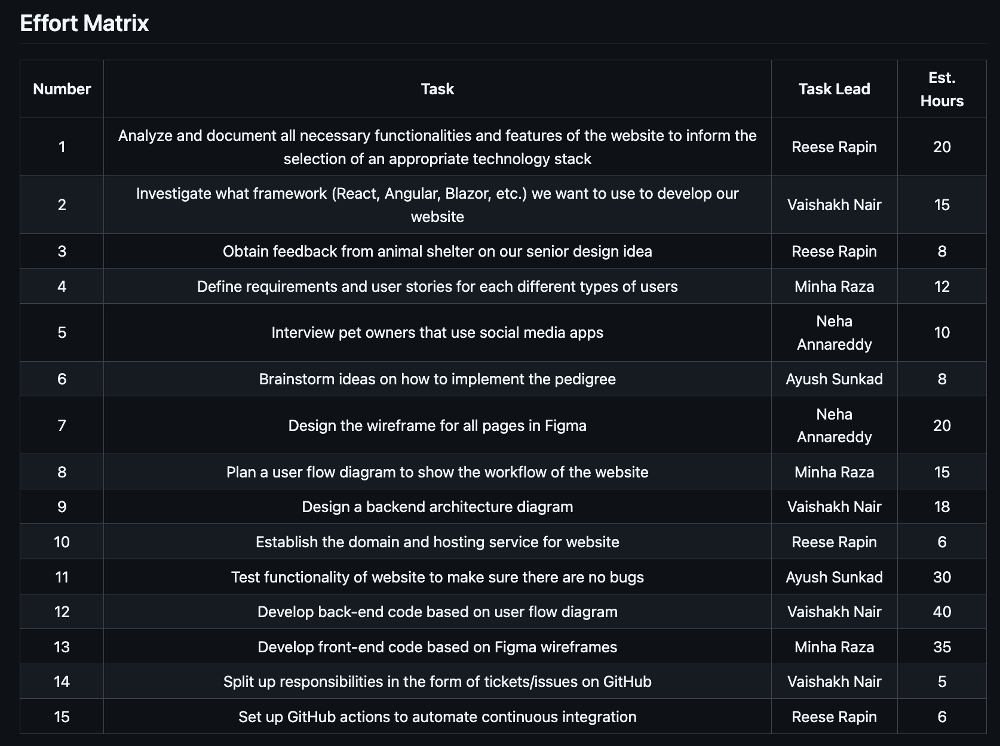 Effort Matrix
Number Task Task Lead Est. Hours
1 Analyze and document all necessary functionalities and features of the website to inform the selection of an appropriate technology stack Reese Rapin 20
2 Investigate what framework (React, Angular, Blazor, etc.) we want to use to develop our website Vaishakh Nair 15
3 Obtain feedback from animal shelter on our senior design idea Reese Rapin 8
4 Define requirements and user stories for each different types of users Minha Raza 12
5 Interview pet owners that use social media apps Neha Annareddy 10
6 Brainstorm ideas on how to implement the pedigree Ayush Sunkad 8
7 Design the wireframe for all pages in Figma Neha Annareddy 20
8 Plan a user flow diagram to show the workflow of the website Minha Raza 15
9 Design a backend architecture diagram Vaishakh Nair 18
10 Establish the domain and hosting service for website Reese Rapin 6
11 Test functionality of website to make sure there are no bugs Ayush Sunkad 30
12 Develop back-end code based on user flow diagram Vaishakh Nair 40
13 Develop front-end code based on Figma wireframes Minha Raza 35
14 Split up responsibilities in the form of tickets/issues on GitHub Vaishakh Nair 5
15 Set up GitHub actions to automate continuous integration Reese Rapin 6